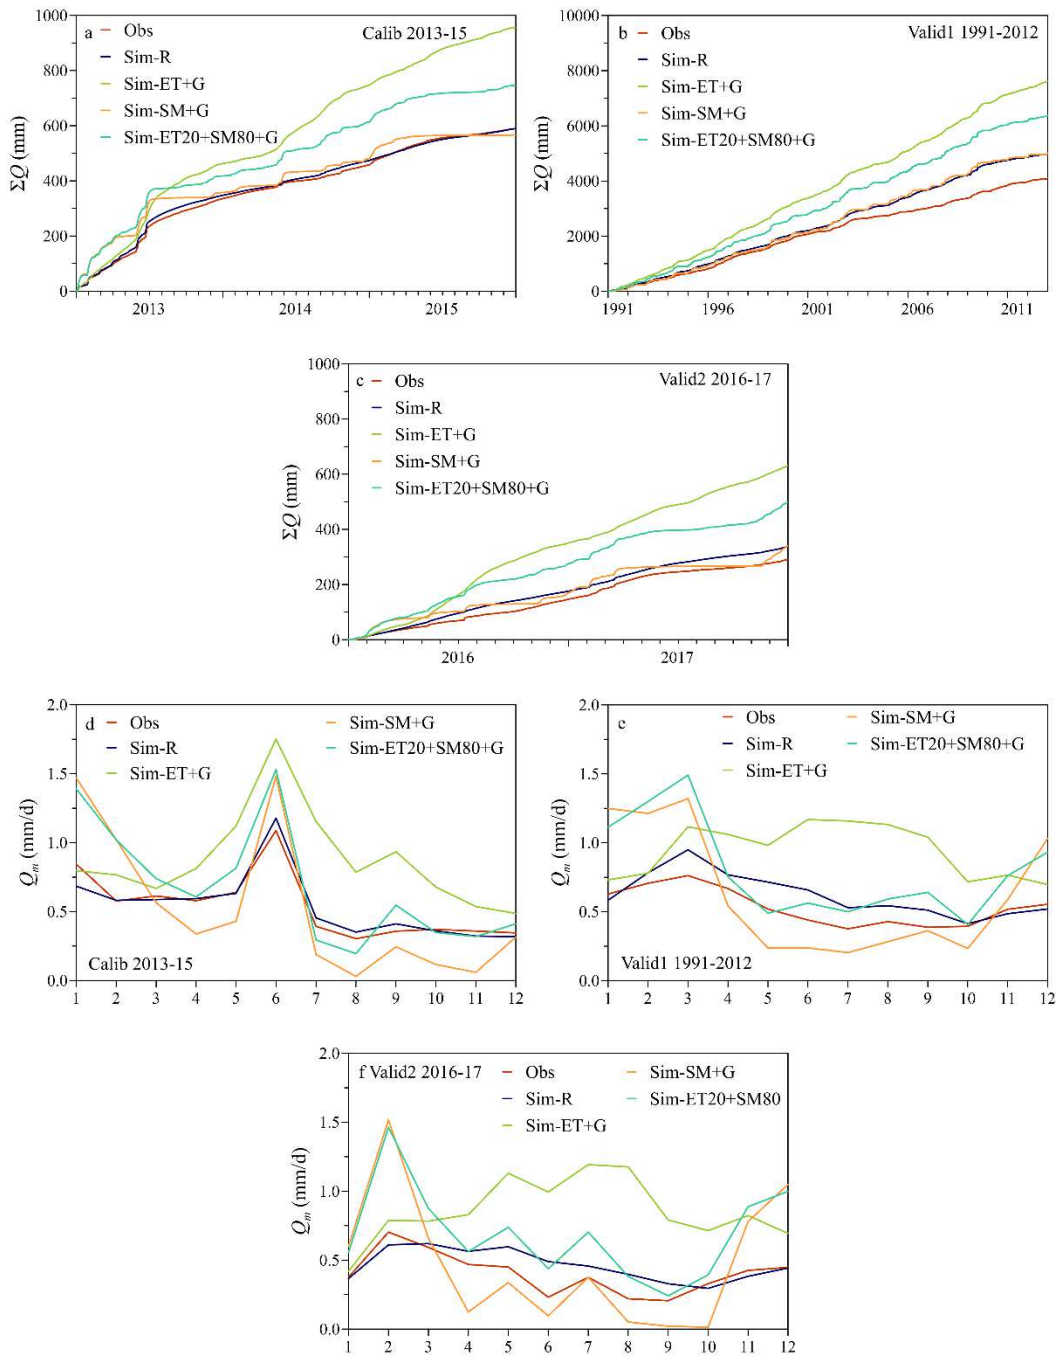 a
Obs
Calib 2013-15
Sim-R
Sim-ET+G
Sim-SM+G
Sim-ET20+SM80+G
ΣQ (mm)
1000
800
600
400
200
0
2013
2014
2015
b
Obs
Valid1 1991-2012
Sim-R
Sim-ET+G
Sim-SM+G
Sim-ET20+SM80+G
ΣQ (mm)
10000
8000
6000
4000
2000
0
1991
1996
2001
2006
2011
c
Obs
Valid2 2016-17
Sim-R
Sim-ET+G
Sim-SM+G
Sim-ET20+SM80+G
ΣQ (mm)
1000
800
600
400
200
0
2016
2017
d
Obs
Sim-R
Sim-ET+G
Sim-SM+G
Sim-ET20+SM80+G
Qm (mm/d)
2.0
1.5
1.0
0.5
0.0
Calib 2013-15
1 2 3 4 5 6 7 8 9 10 11 12
e
Obs
Sim-R
Sim-ET+G
Sim-SM+G
Sim-ET20+SM80+G
Qm (mm/d)
2.0
1.5
1.0
0.5
0.0
Valid1 1991-2012
1 2 3 4 5 6 7 8 9 10 11 12
f Valid2 2016-17
Obs
Sim-R
Sim-ET+G
Sim-SM+G
Sim-ET20+SM80
Qm (mm/d)
2.0
1.5
1.0
0.5
0.0
1 2 3 4 5 6 7 8 9 10 11 12